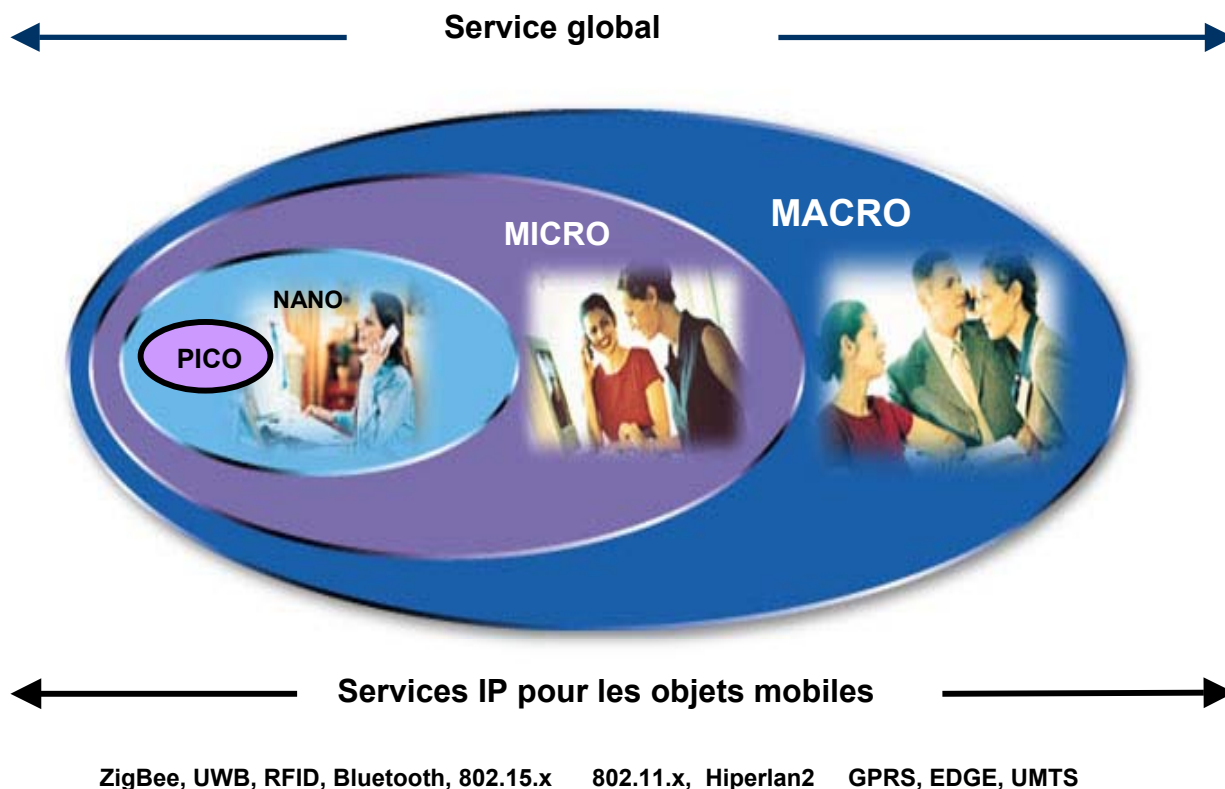 Service global
MACRO
MICRO
NANO
PICO
Services IP pour les objets mobiles
ZigBee, UWB, RFID, Bluetooth, 802.15.x 802.11.x, Hiperlan2 GPRS, EDGE, UMTS